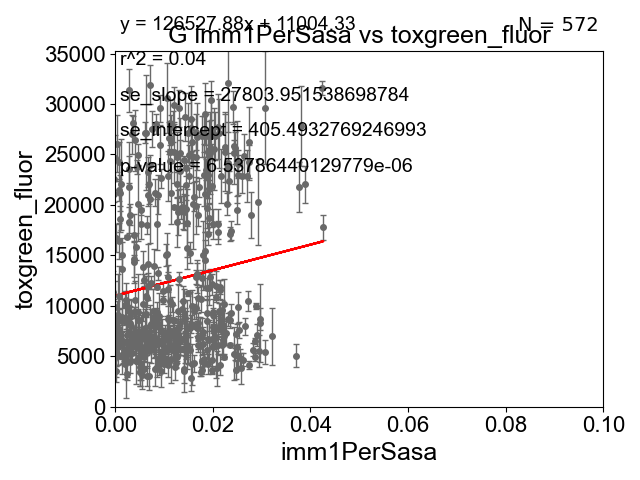 y = 126527.88x + 11004.33
N = 572
G Imm1PerSasa vs toxgreen_fluor
r^2 = 0.04
se_slope = 27803.951538698784
se_intercept = 405.4932769246993
p-value = 6.53786440129779e-06
35000
30000
25000
20000
15000
10000
5000
0
toxgreen_fluor
0.00
0.02
0.04
0.06
0.08
0.10
imm1PerSasa